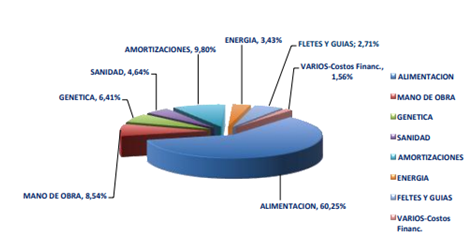 ENERGIA, 3,43%
FLETES Y GUIAS; 2,71%
AMORTIZACIONES, 9,80%
VARIOS-Costos Financ.,
1,56%
SANIDAD, 4,64%
GENETICA, 6,41%
MANO DE OBRA, 8,54%
ALIMENTACION, 60,25%
ALIMENTACION
MANO DE OBRA
GENETICA
SANIDAD
AMORTIZACIONES
ENERGIA
FELTES Y GUIAS
VARIOS-Costos
Financ.